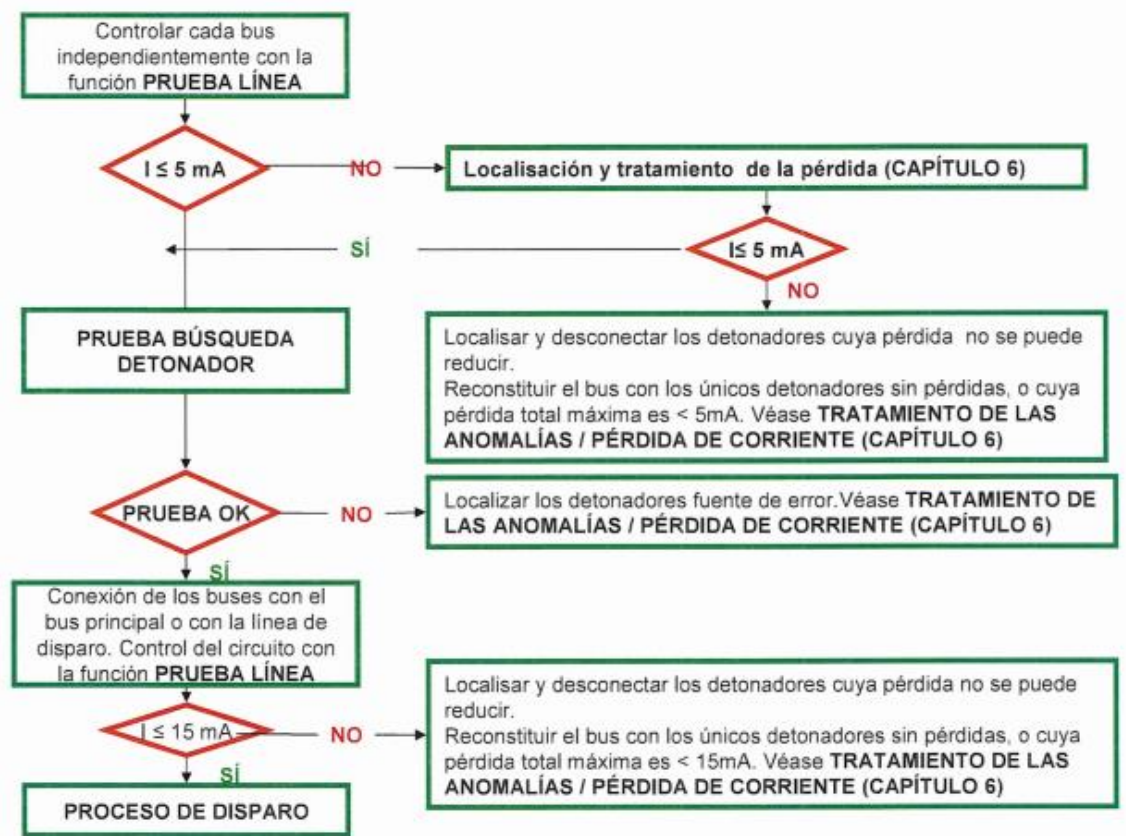 Controlar cada bus
independientemente con la
función PRUEBA LÍNEA
I ≤ 5 mA
NO
Localisación y tratamiento de la pérdida (CAPÍTULO 6)
SÍ
I≤ 5 mA
NO
PRUEBA BÚSQUEDA
DETONADOR
Localisar y desconectar los detonadores cuya pérdida no se puede
reducir.
Reconstituir el bus con los únicos detonadores sin pérdidas, o cuya
pérdida total máxima es < 5mA. Véase TRATAMIENTO DE LAS
ANOMALÍAS / PÉRDIDA DE CORRIENTE (CAPÍTULO 6)
PRUEBA OK
NO
Localizar los detonadores fuente de error.Véase TRATAMIENTO DE
LAS ANOMALÍAS / PÉRDIDA DE CORRIENTE (CAPÍTULO 6)
SÍ
Conexión de los buses con el
bus principal o con la línea de
disparo. Control del circuito con
la función PRUEBA LÍNEA
I ≤ 15 mA
NO
Localisar y desconectar los detonadores cuya pérdida no se puede
reducir.
Reconstituir el bus con los únicos detonadores sin pérdidas, o cuya
pérdida total máxima es < 15mA. Véase TRATAMIENTO DE LAS
ANOMALÍAS / PÉRDIDA DE CORRIENTE (CAPÍTULO 6)
SÍ
PROCESO DE DISPARO